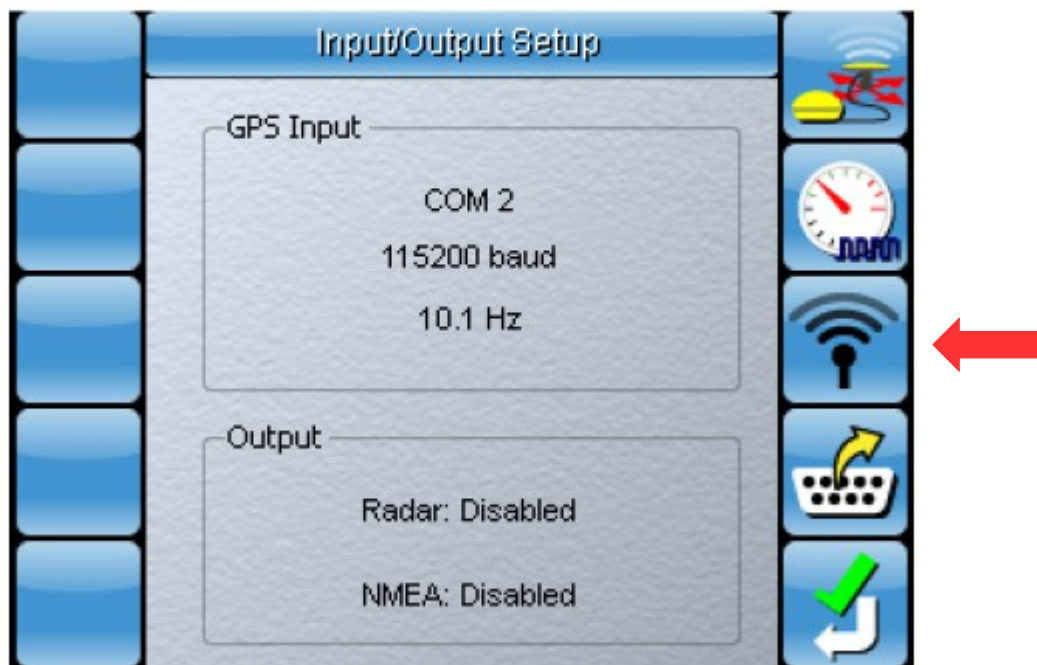 Input/Output Setup
GPS Input
COM 2
115200 baud
10.1 Hz
Output
Radar: Disabled
NMEA: Disabled